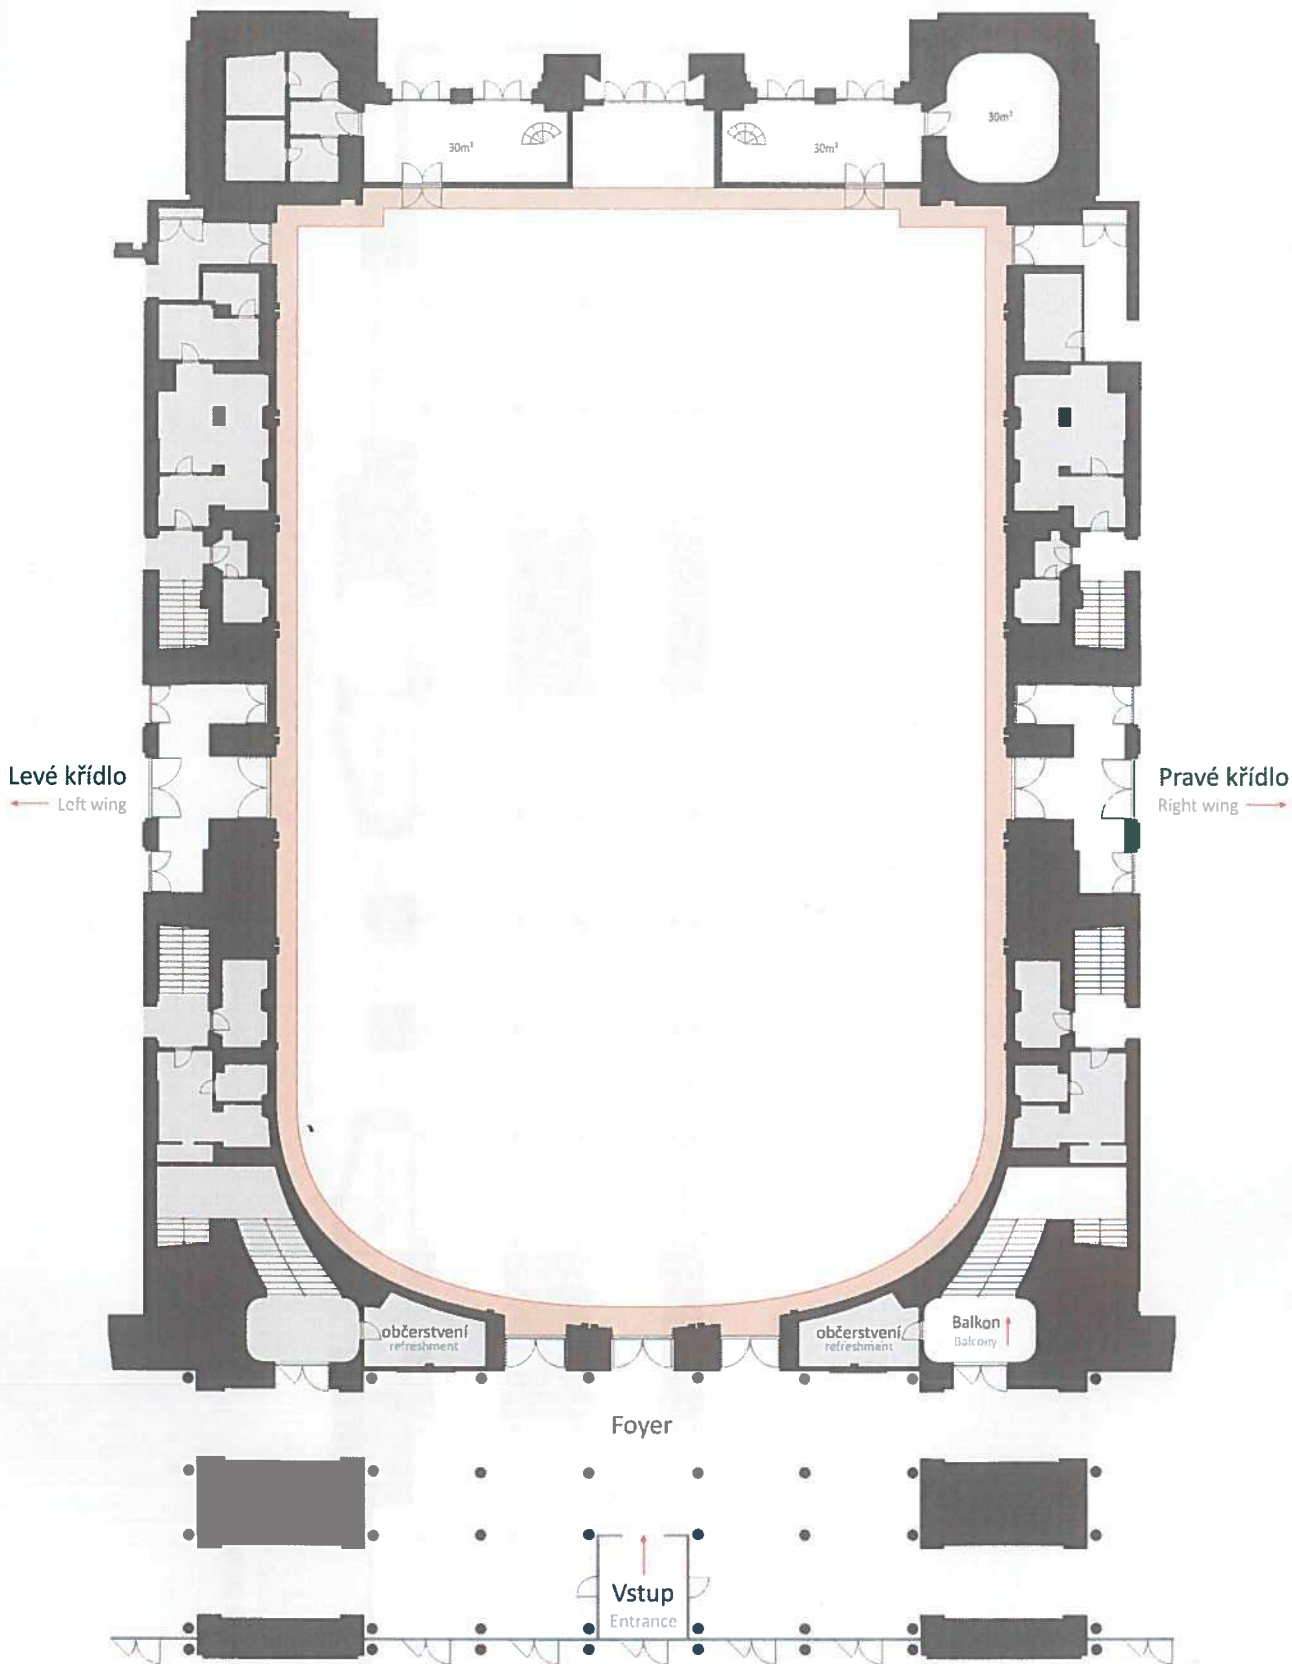 30m²
30m²
30m²
Levé křídlo
Left wing
Pravé křídlo
Right wing
občerstvení
refreshment
občerstvení
refreshment
Balkon
Balcony
Foyer
Vstup
Entrance